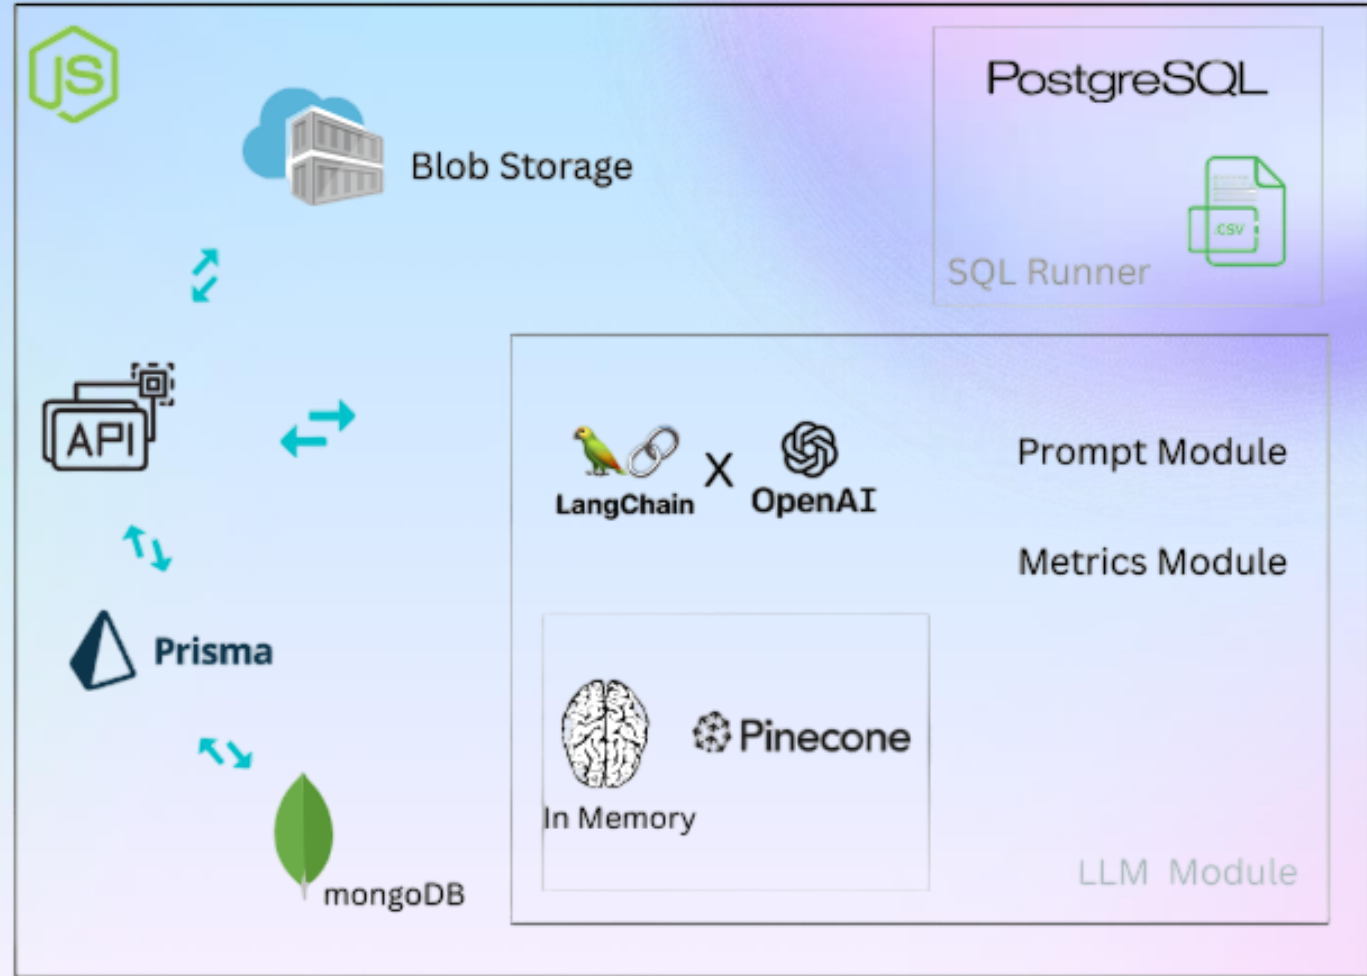 JS
PostgreSQL
Blob Storage
.CSV
SQL Runner
API
LangChain X OpenAI
Prompt Module
Metrics Module
Prisma
Pinecone
In Memory
mongoDB
LLM Module